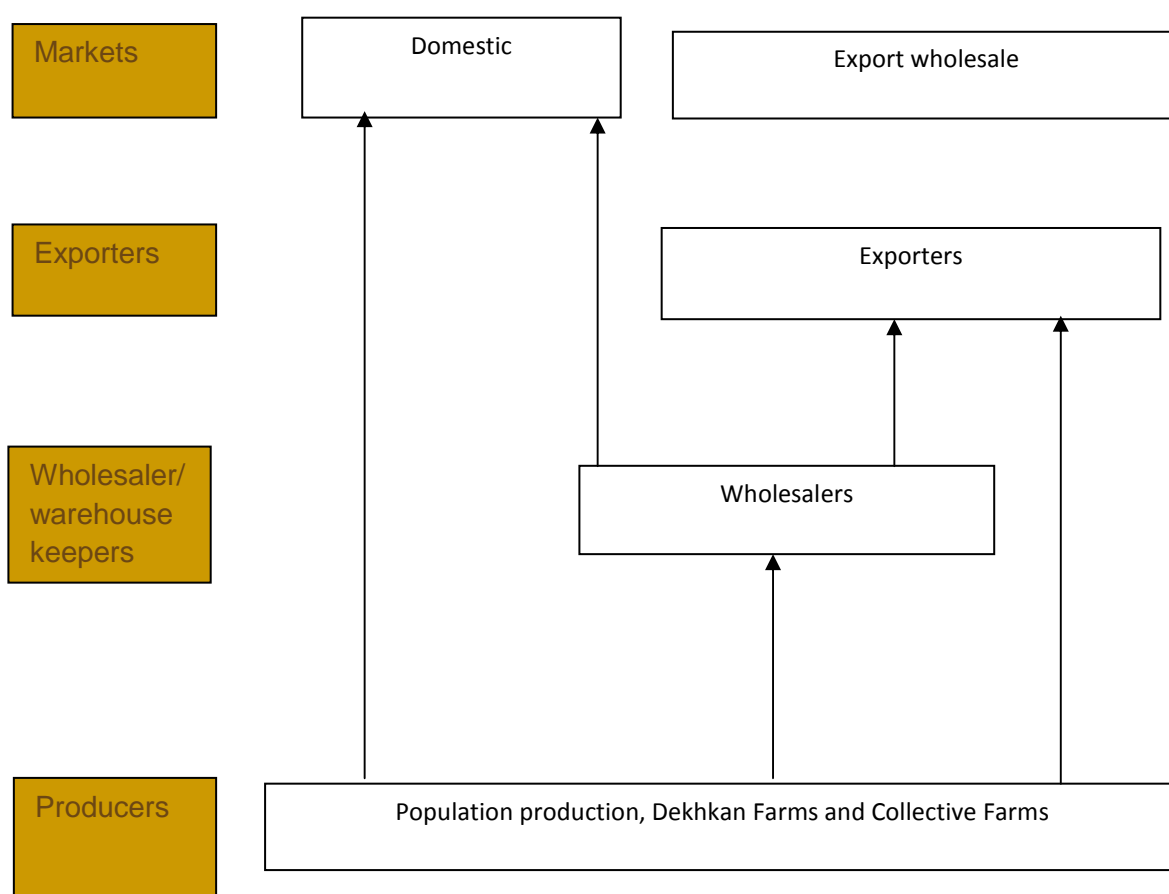 Markets
Domestic
Export wholesale
Exporters
Exporters
Wholesaler/
warehouse
keepers
Wholesalers
Producers
Population production, Dekhkan Farms and Collective Farms